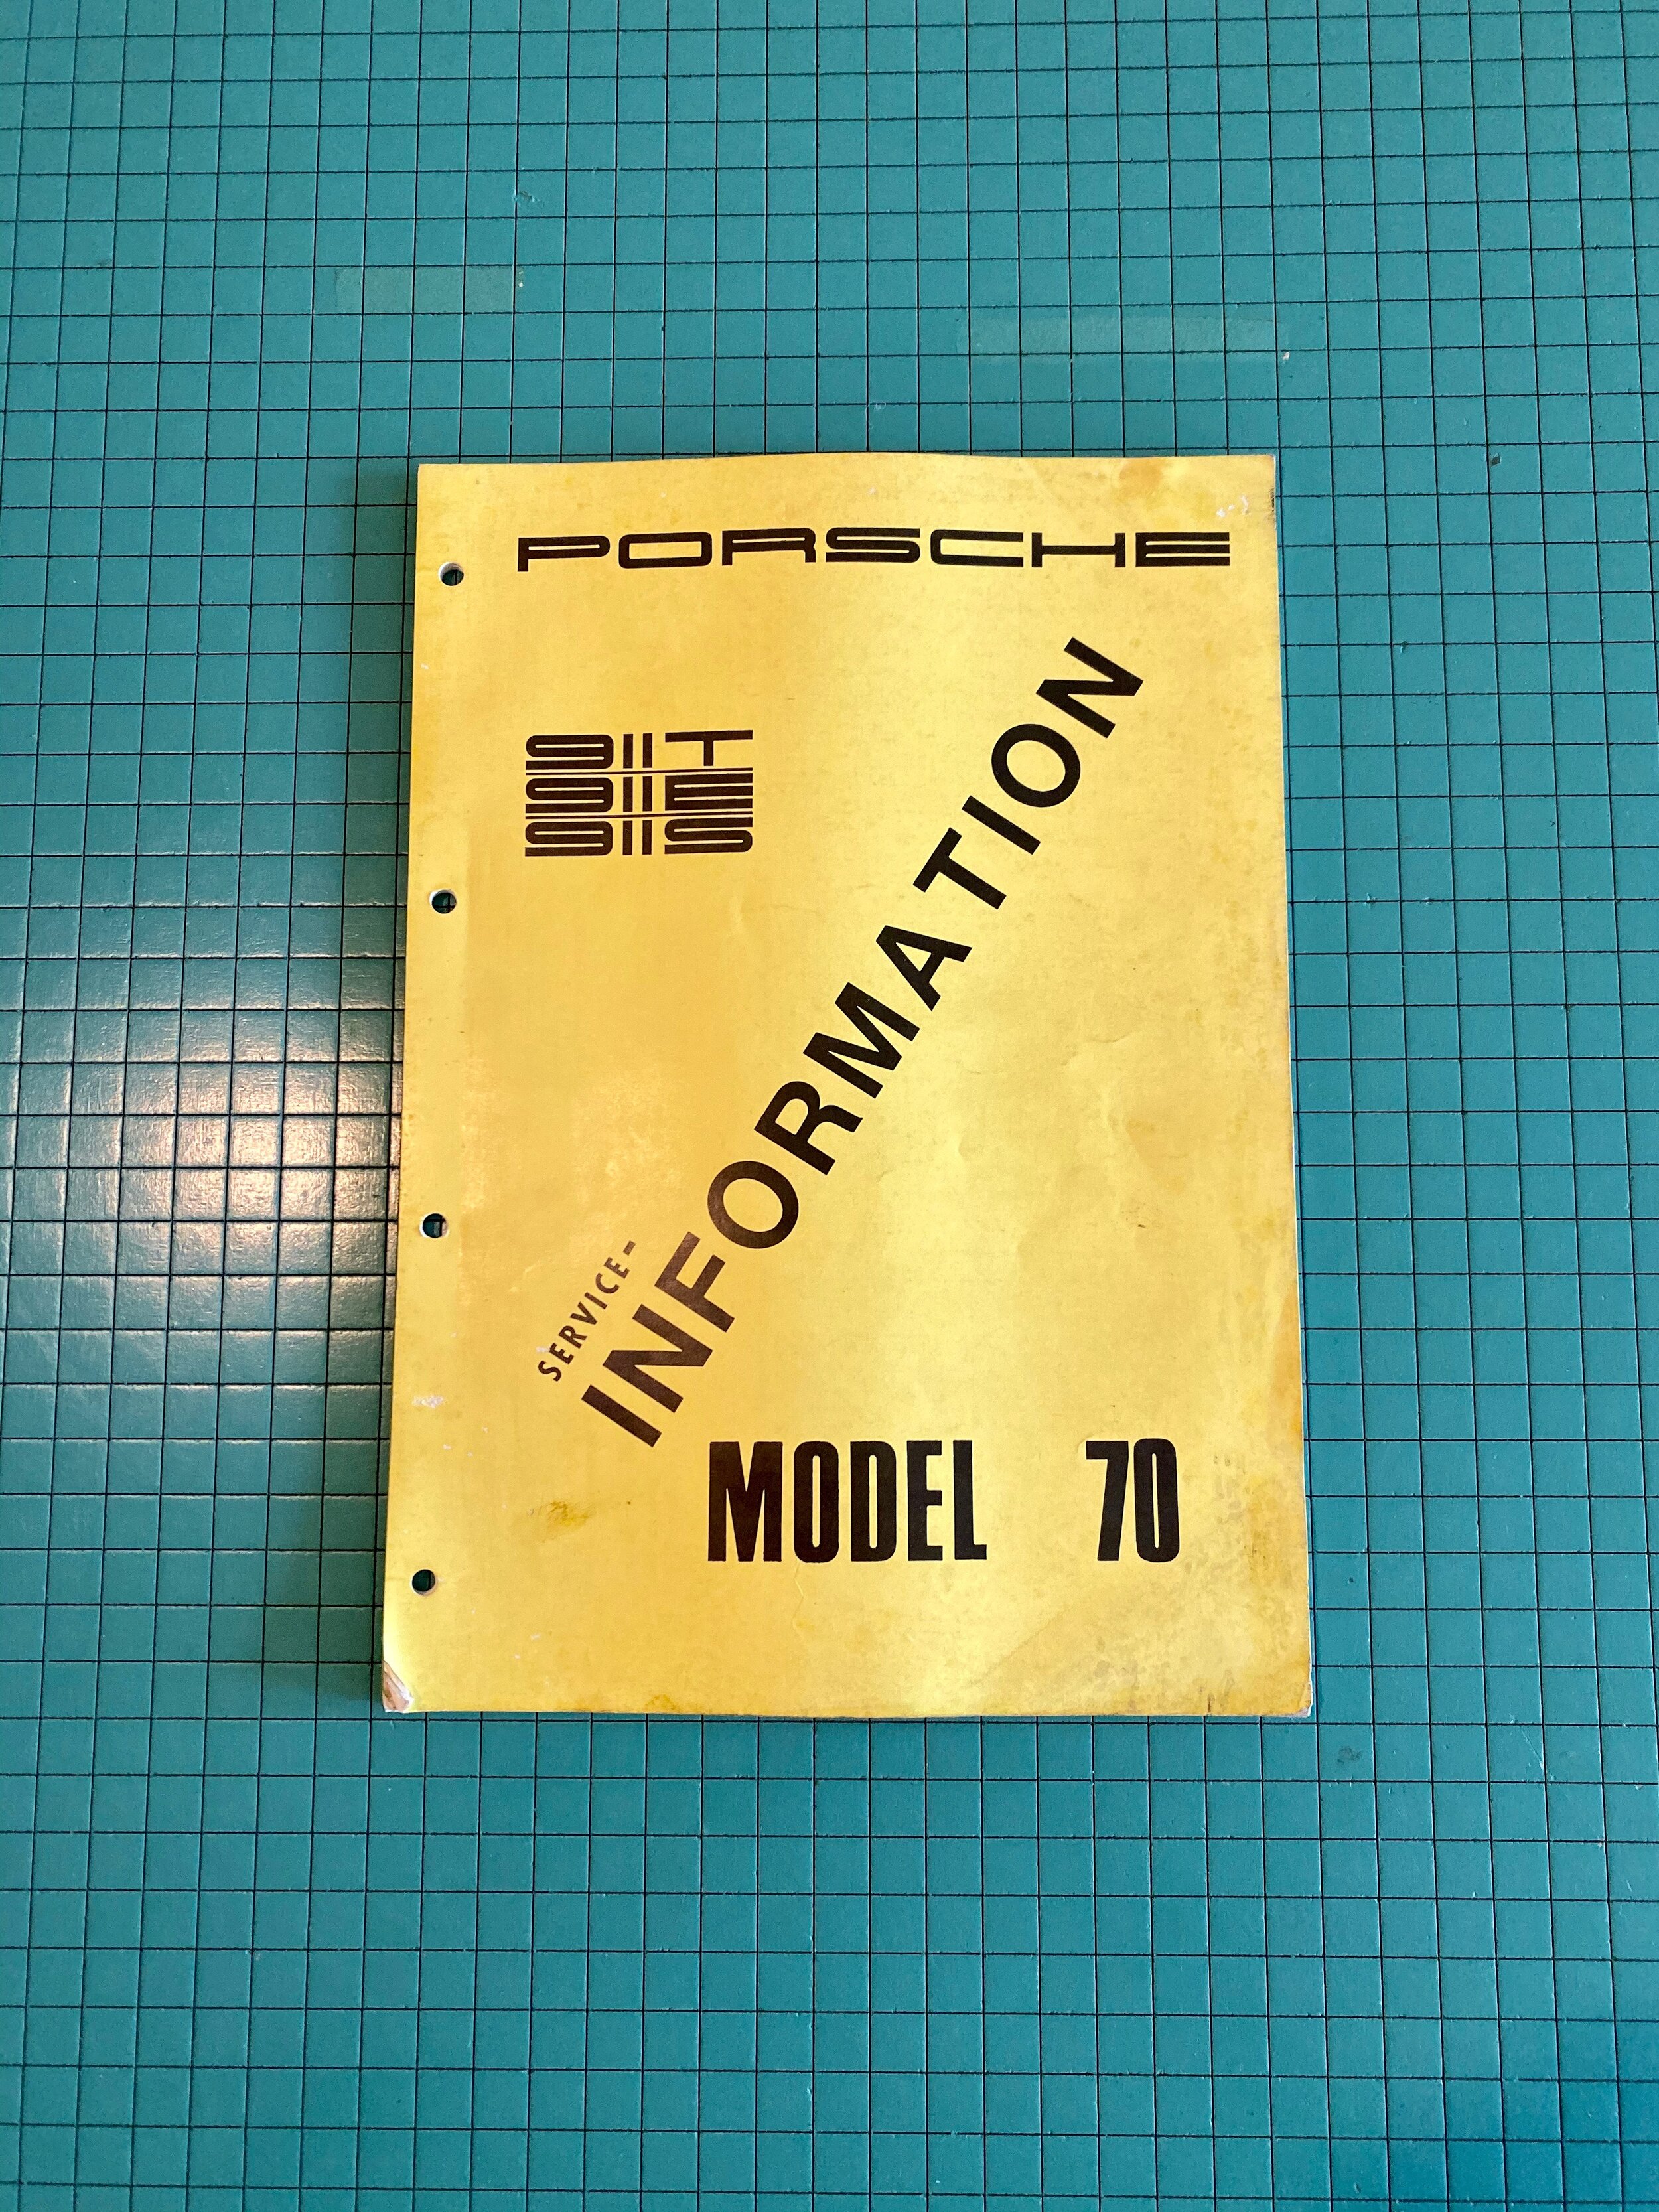 PORSCHE
911T
911E
911S
SERVICE-
INFORMATION
MODEL 70